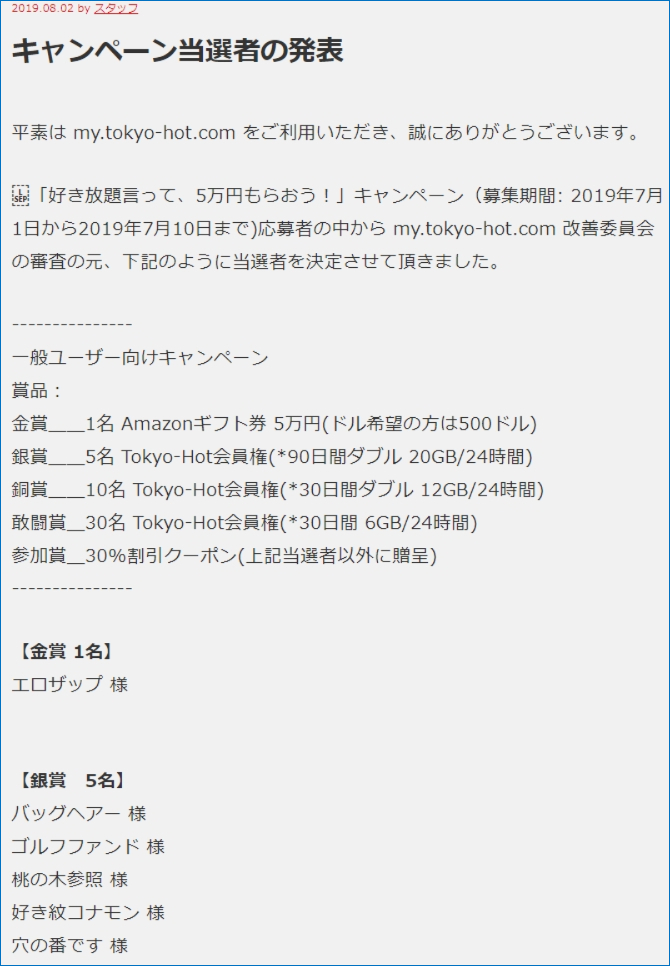 2019.08.02 by スタッフ
キャンペーン当選者の発表
平素は my.tokyo-hot.com をご利用いただき、誠にありがとうございます。
「好き放題言って、5万円もらおう！」キャンペーン（募集期間: 2019年7月
1日から2019年7月10日まで)応募者の中から my.tokyo-hot.com 改善委員会
の審査の元、下記のように当選者を決定させて頂きました。
---------------
一般ユーザー向けキャンペーン
賞品：
金賞____1名 Amazonギフト券 5万円(ドル希望の方は500ドル)
銀賞____5名 Tokyo-Hot会員権(*90日間ダブル 20GB/24時間)
銅賞____10名 Tokyo-Hot会員権(*30日間ダブル 12GB/24時間)
敢闘賞__30名 Tokyo-Hot会員権(*30日間 6GB/24時間)
参加賞__30％割引クーポン(上記当選者以外に贈呈)
---------------
【金賞 1名】
エロザップ 様
【銀賞　5名】
バッグヘアー 様
ゴルフファンド 様
桃の木参照 様
好き紋コナモン 様
穴の番です 様